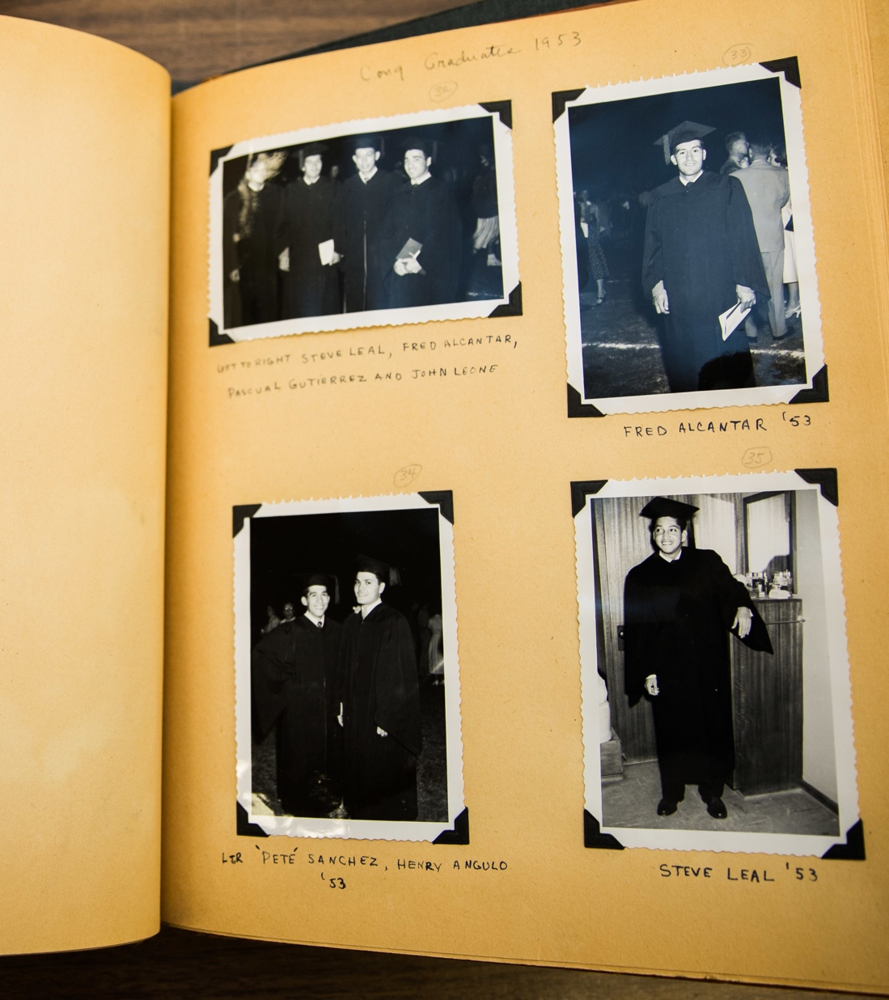 Cong Graduates 1953
32
33
LEFT TO RIGHT STEVE LEAL, FRED ALCANTAR,
PASCUAL GUTIERREZ AND JOHN LEONE
FRED ALCANTAR '53
34
35
LTR 'PETE' SANCHEZ, HENRY ANGULO
'53
STEVE LEAL '53